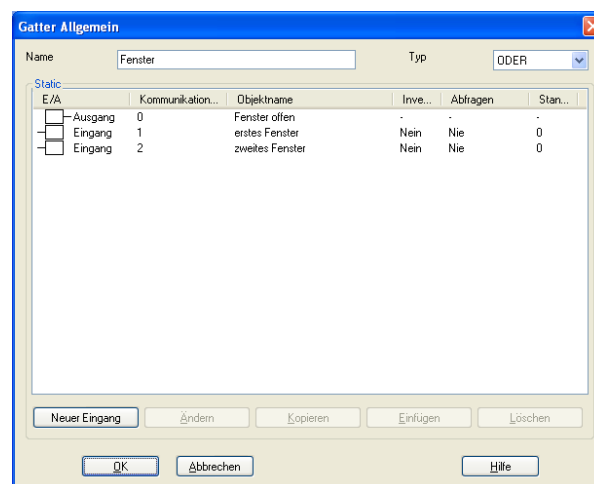 Gatter Allgemein
Name Fenster Typ ODER
Static
E/A Kommunikation... Objektname Inve... Abfragen Stan...
Ausgang 0 Fenster offen - - -
Eingang 1 erstes Fenster Nein Nie 0
Eingang 2 zweites Fenster Nein Nie 0
Neuer Eingang Ändern Kopieren Einfügen Löschen
OK Abbrechen Hilfe